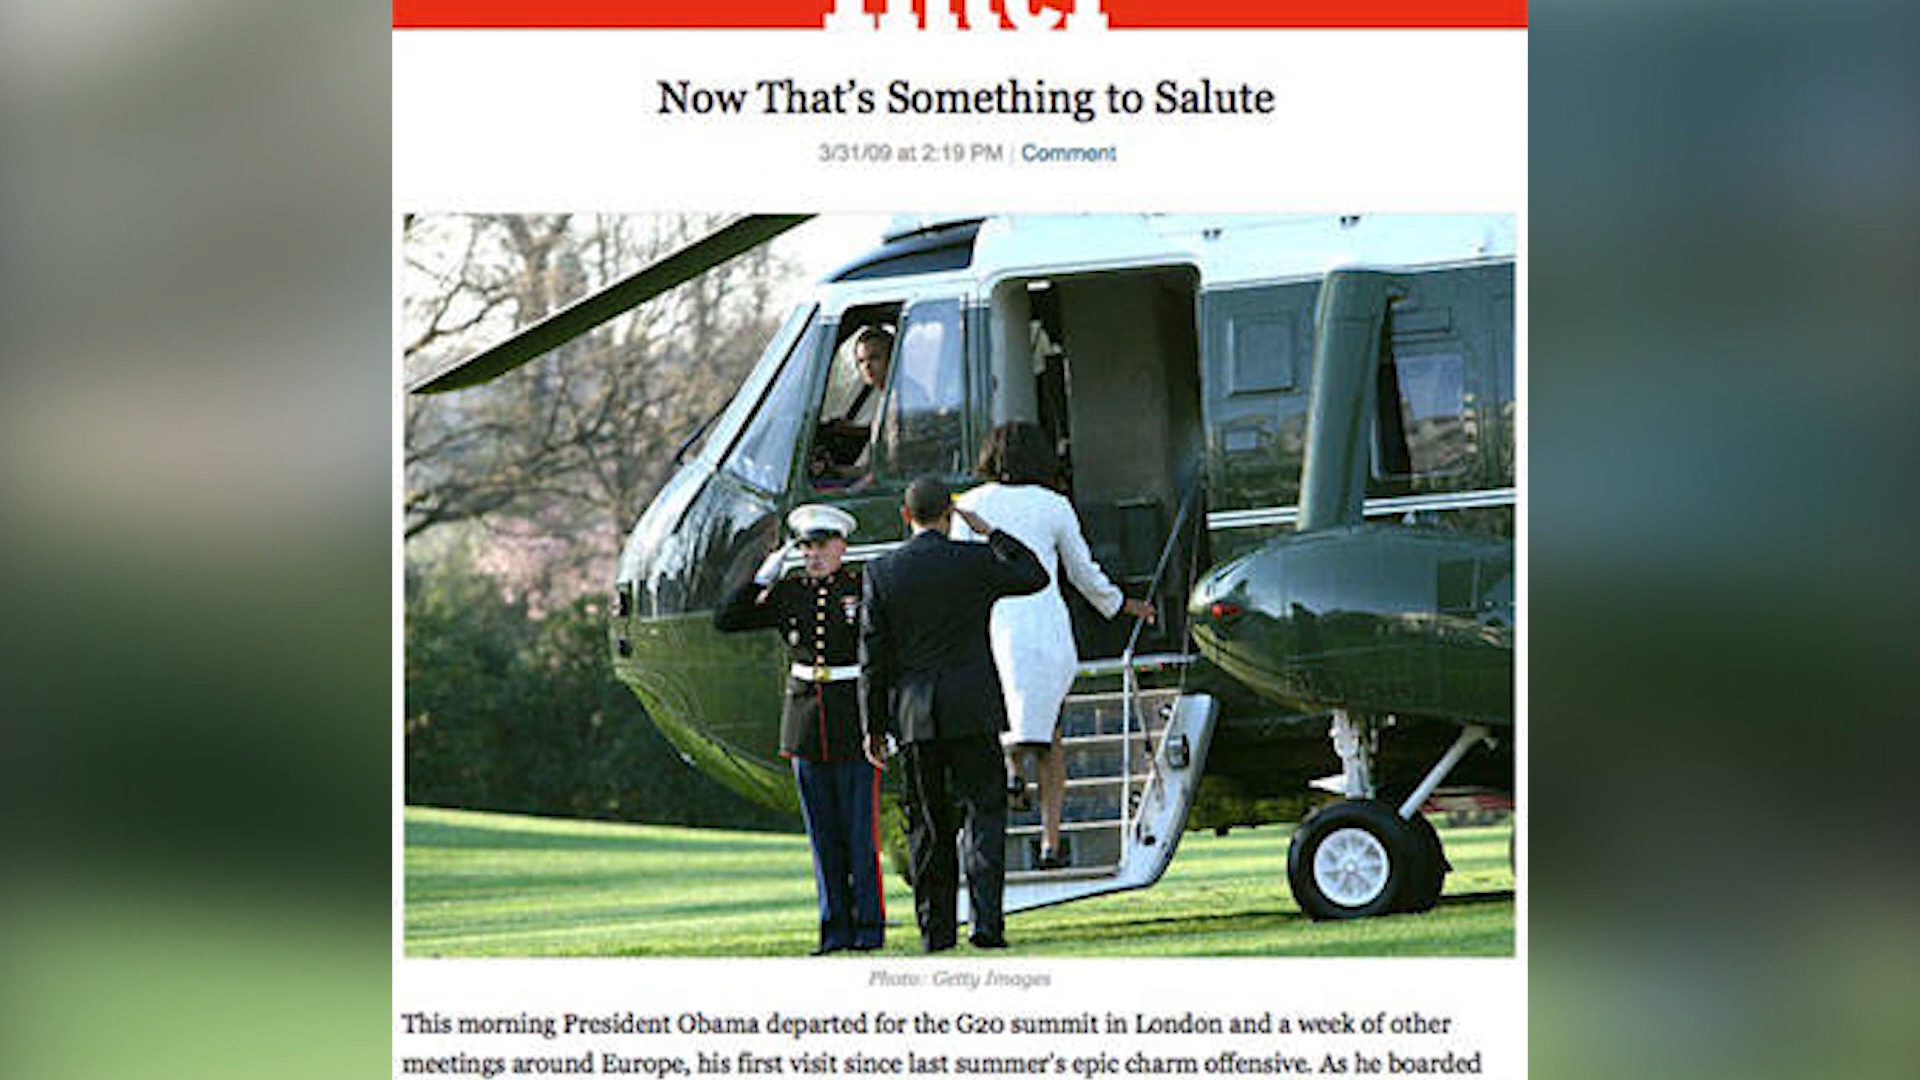 Now That's Something to Salute
3/31/09 at 2:19 PM | Comment
Photo: Getty Images
This morning President Obama departed for the G20 summit in London and a week of other
meetings around Europe, his first visit since last summer's epic charm offensive. As he boarded